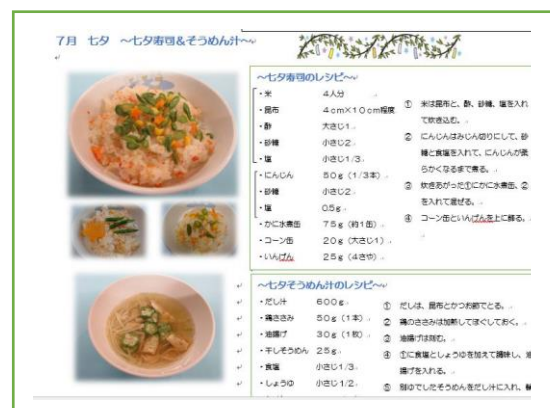 7月 七夕 ～七夕寿司&そうめん汁～
～七夕寿司のレシピ～
・米 4人分
・昆布 4cm×10cm程度
・酢 大さじ1
・砂糖 小さじ2
・塩 小さじ1/3
・にんじん 50g（1/3本）
・砂糖 小さじ2
・塩 0.5g
・かに水煮缶 75g（約1缶）
・コーン缶 20g（大さじ1）
・いんげん 25g（4さや）
① 米は昆布と、酢、砂糖、塩を入れ
て炊き込む。
② にんじんはみじん切りにして、砂
糖と食塩を入れて、にんじんが柔
らかくなるまで煮る。
③ 炊きあがった①にかに水煮缶、②
を入れて混ぜる。
④ コーンといんげんを上に飾る。
～七夕そうめん汁のレシピ～
・だし汁 600g
・鶏ささみ 50g（1本）
・油揚げ 30g（1枚）
・干しそうめん 25g
・食塩 小さじ1/3
・しょうゆ 小さじ1/2
① だしは、昆布とかつお節でとる。
② 鶏のささみは加熱してほぐしておく。
③ 油揚げは刻む。
④ ①に食塩としょうゆを加えて調味し、油
揚げを入れる。
⑤ 別ゆでしたそうめんをだし汁に入れ、